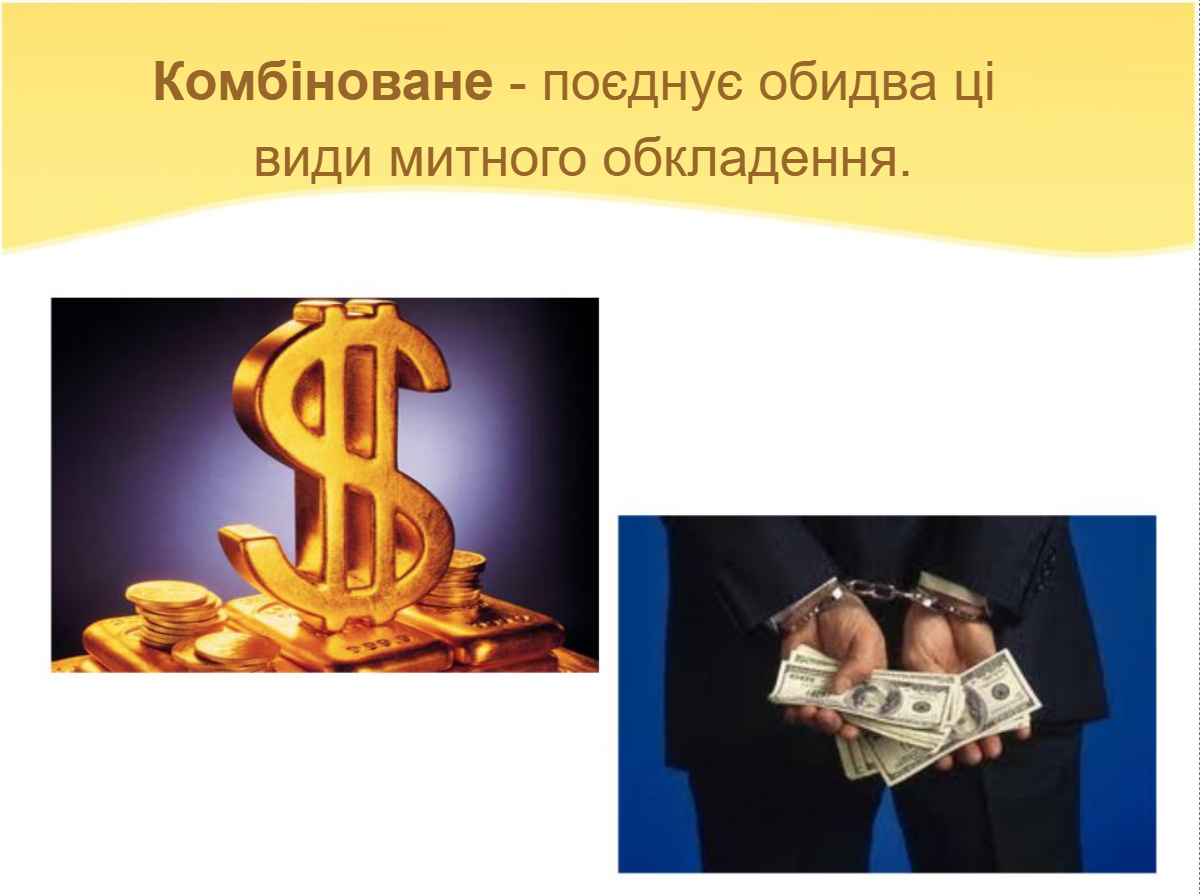 Комбіноване - поєднує обидва ці
види митного обкладення.